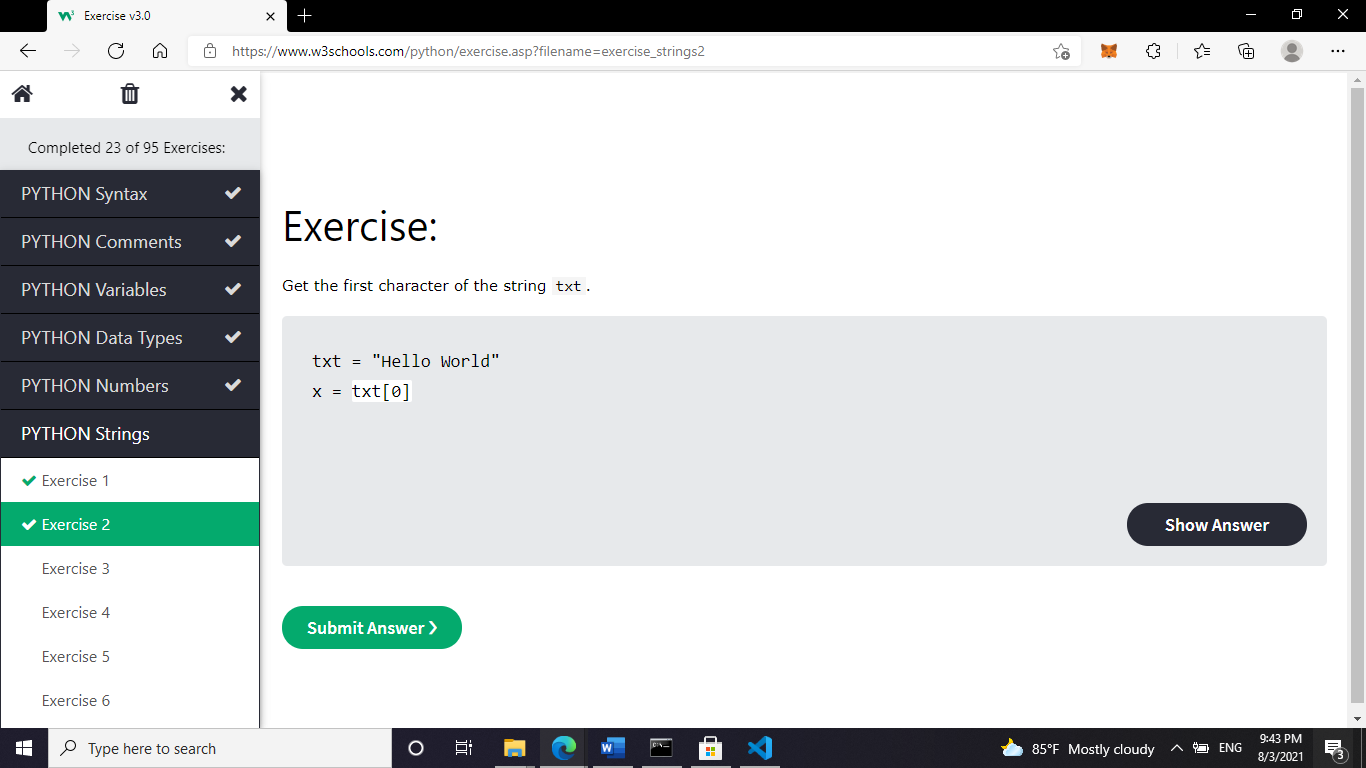 Exercise v3.0
https://www.w3schools.com/python/exercise.asp?filename=exercise_strings2
Completed 23 of 95 Exercises:
PYTHON Syntax
PYTHON Comments
PYTHON Variables
PYTHON Data Types
PYTHON Numbers
PYTHON Strings
Exercise 1
Exercise 2
Exercise 3
Exercise 4
Exercise 5
Exercise 6
Exercise:
Get the first character of the string txt.
txt = "Hello World"
x = txt[0]
Show Answer
Submit Answer ❯
Type here to search
85°F Mostly cloudy
ENG
9:43 PM
8/3/2021
3